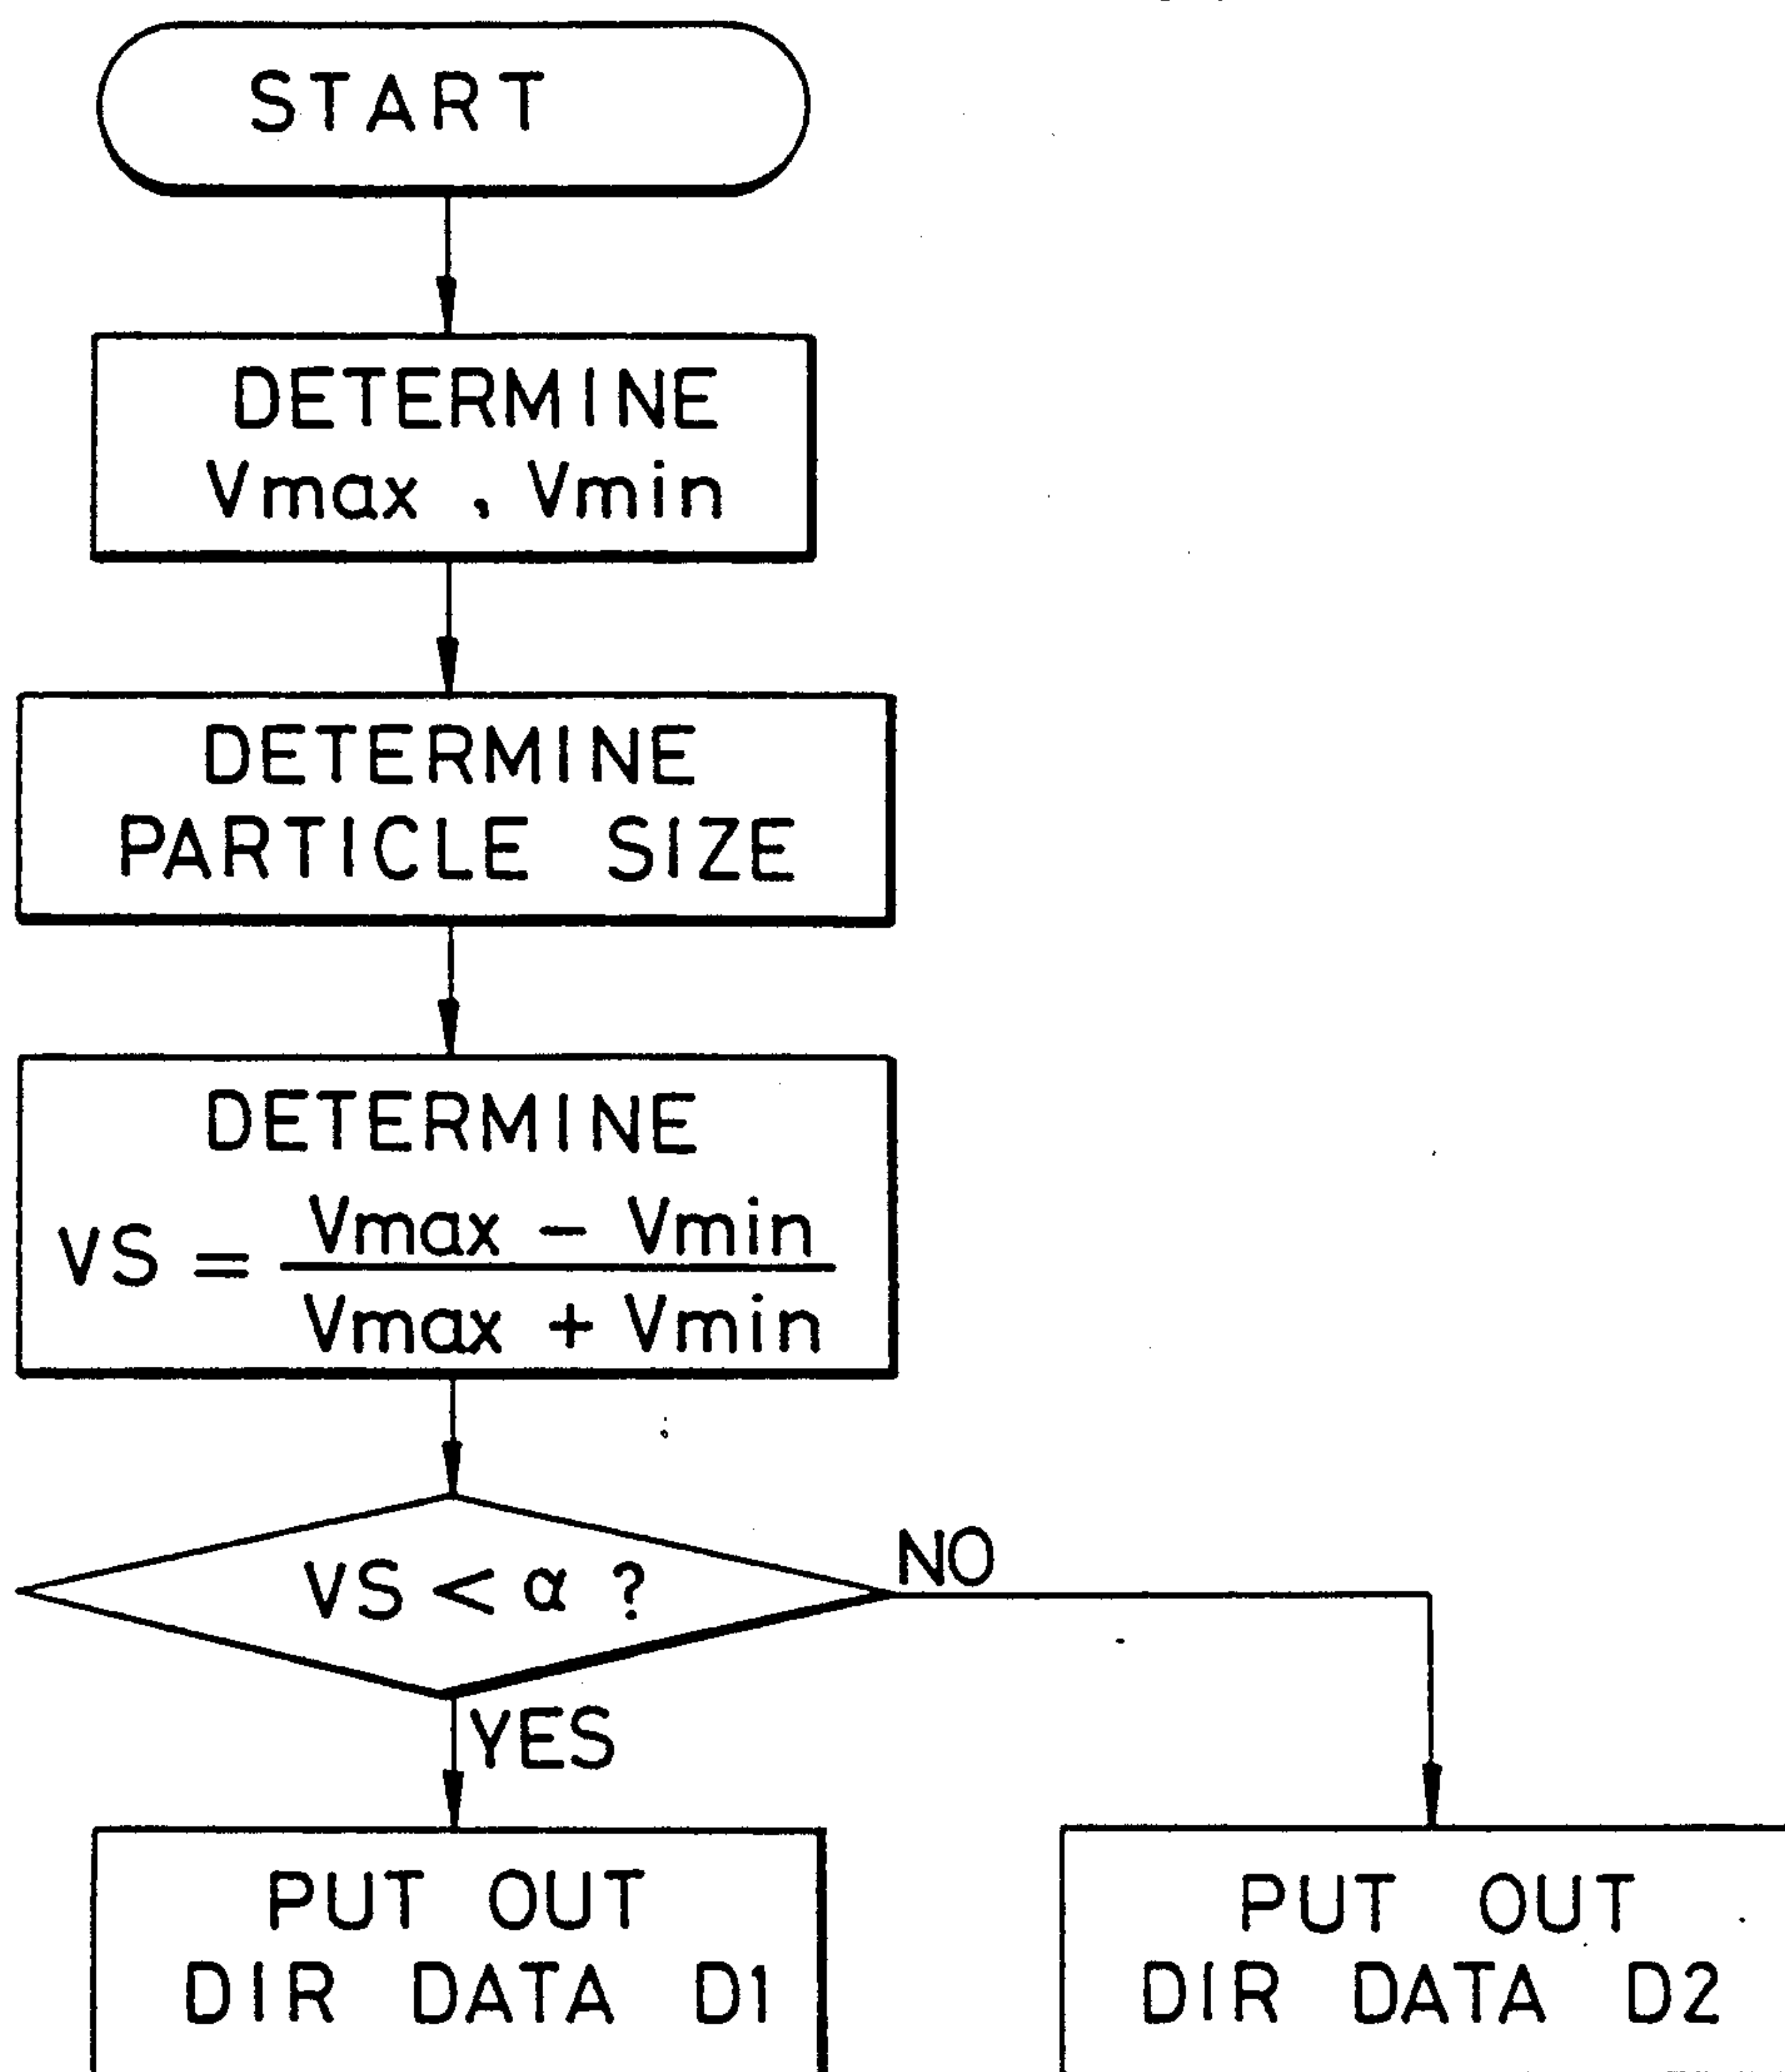 START
DETERMINE
Vmax , Vmin
DETERMINE
PARTICLE SIZE
DETERMINE
VS = Vmax - Vmin
Vmax + Vmin
VS < α ?
NO
YES
PUT OUT
DIR DATA D1
PUT OUT
DIR DATA D2